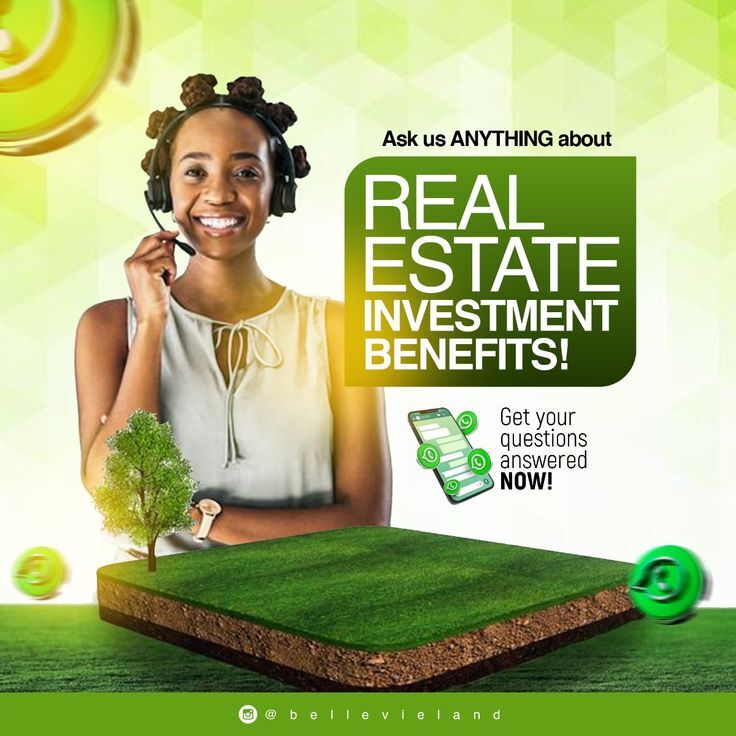 Ask us ANYTHING about
REAL
ESTATE
INVESTMENT
BENEFITS!
Get your
questions
answered
NOW!
@bellevieland